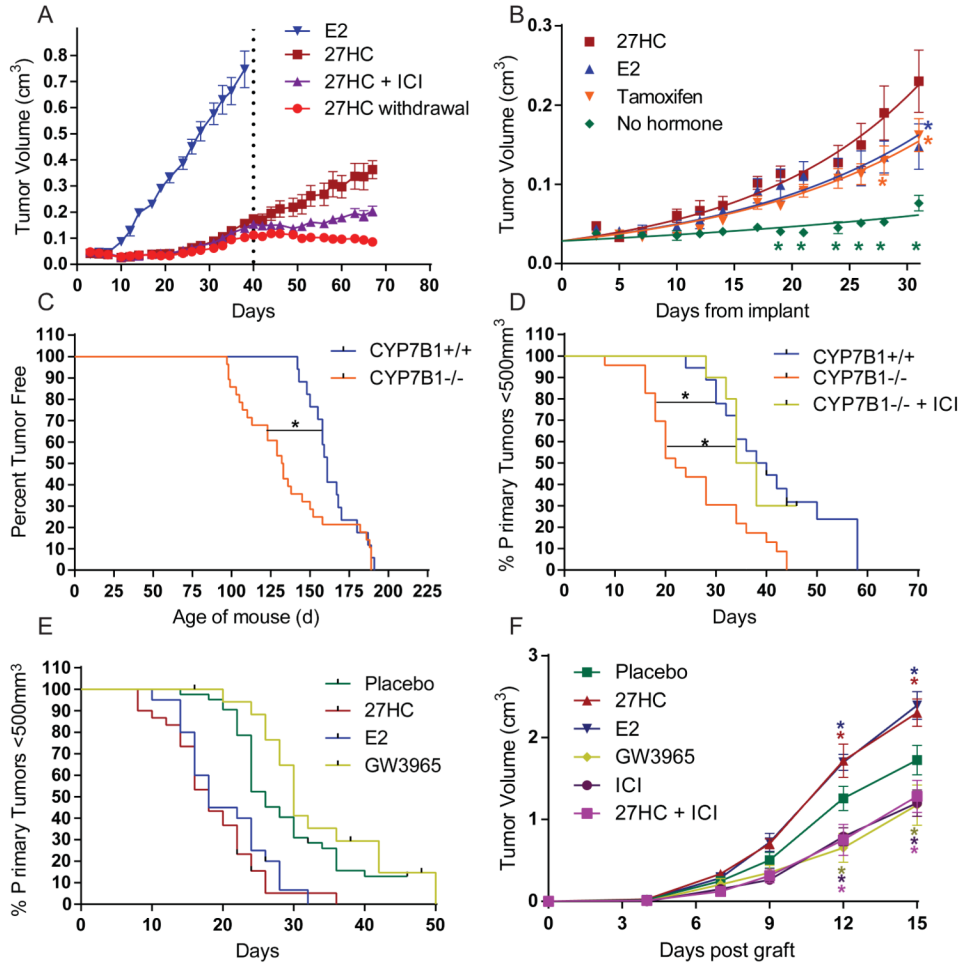 A
E2
27HC
27HC + ICI
27HC withdrawal
Tumor Volume (cm3)
0.8
0.7
0.6
0.5
0.4
0.3
0.2
0.1
0.0
0 10 20 30 40 50 60 70
Days
B
27HC
E2
Tamoxifen
No hormone
Tumor Volume (cm3)
0.3
0.2
0.1
0.0
* * * * * * * * *
0 5 10 15 20 25 30
Days from implant
C
CYP7B1+/+
CYP7B1-/-
Percent Tumor Free
110
100
90
80
70
60
50
40
30
20
10
0
*
0 25 50 75 100 125 150 175 200 225
Age of mouse (d)
D
CYP7B1+/+
CYP7B1-/-
CYP7B1-/- + ICI
% P rimary Tumors <500mm3
110
100
90
80
70
60
50
40
30
20
10
0
*
*
0 10 20 30 40 50 60 70
Days
E
Placebo
27HC
E2
GW3965
% P rimary Tumors <500mm3
110
100
90
80
70
60
50
40
30
20
10
0
0 10 20 30 40 50
Days
F
Placebo
27HC
E2
GW3965
ICI
27HC + ICI
Tumor Volume (cm3)
3
2
1
0
* *
* *
* *
* *
* *
0 3 6 9 12 15
Days post graft